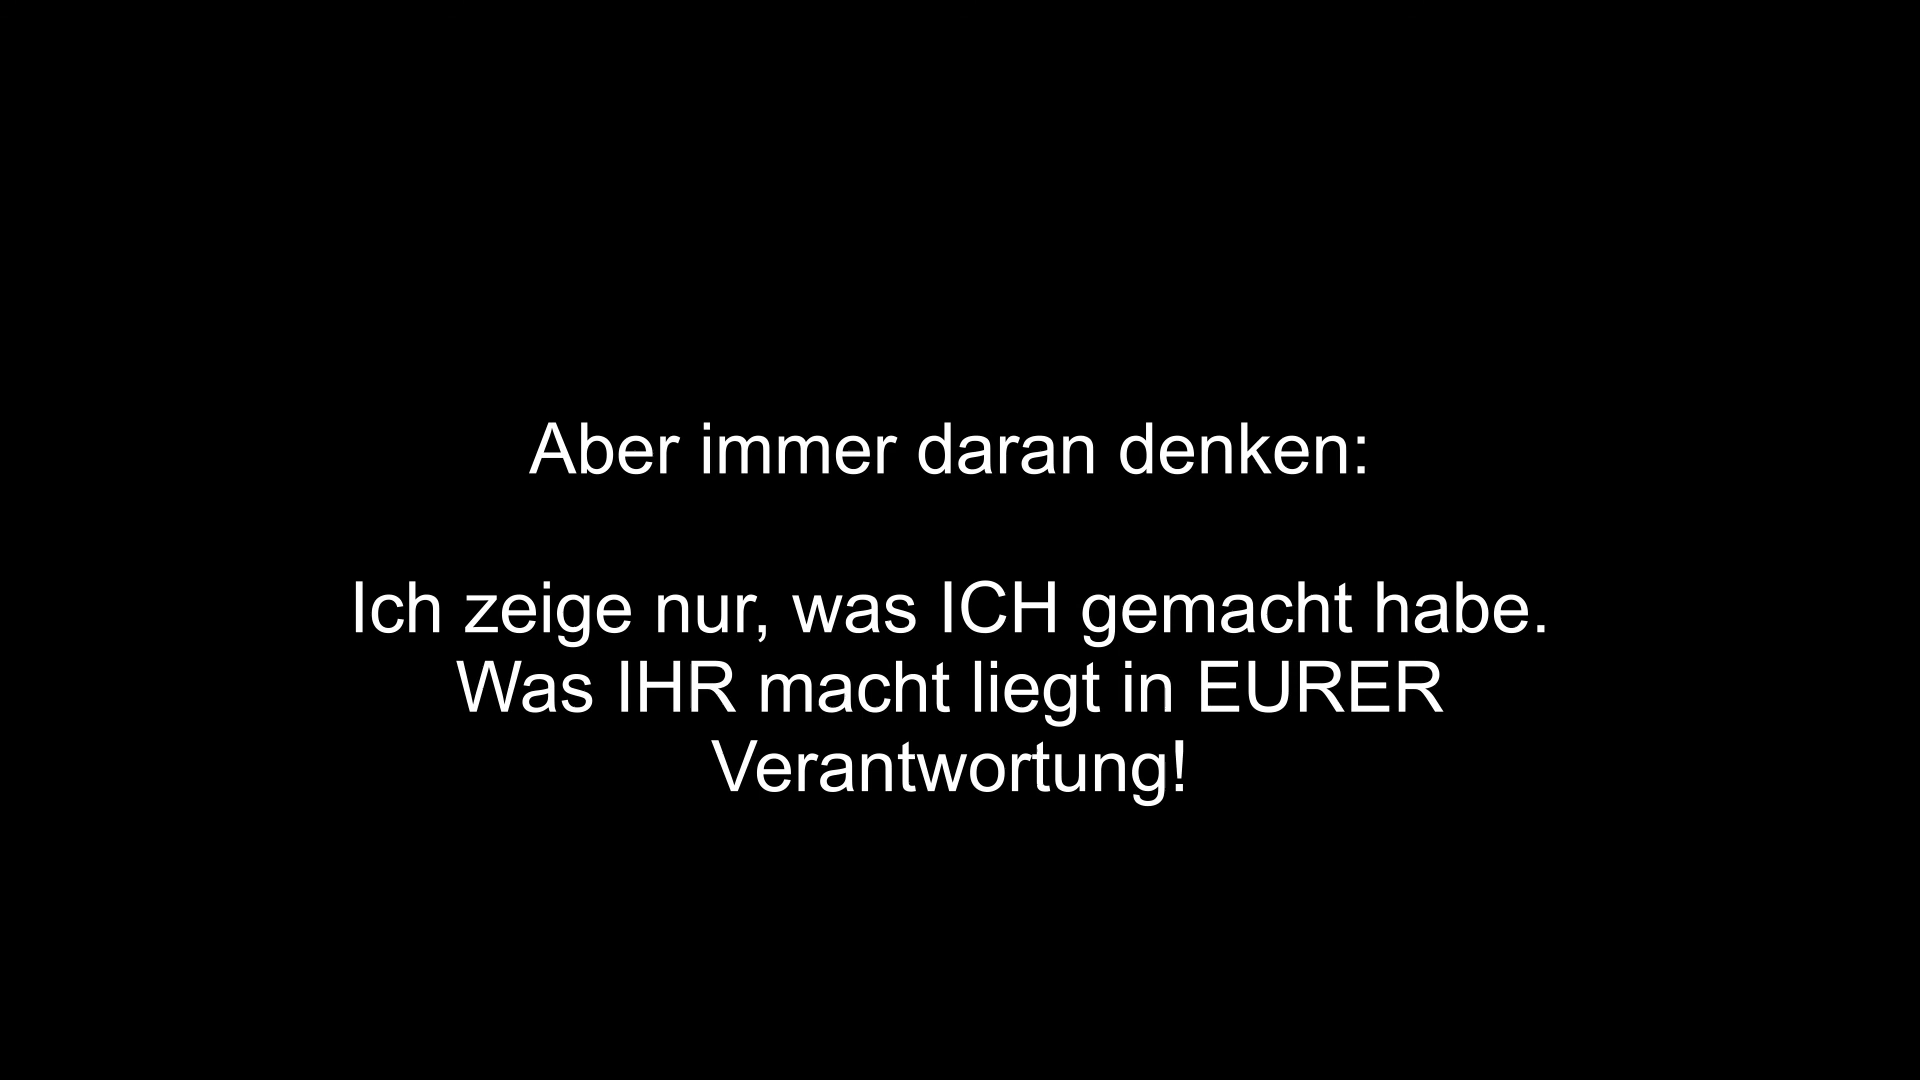 Aber immer daran denken:
Ich zeige nur, was ICH gemacht habe.
Was IHR macht liegt in EURER
Verantwortung!